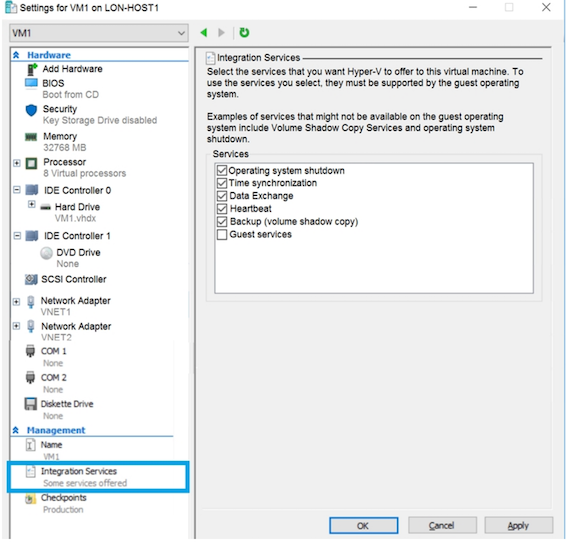 Settings for VM1 on LON-HOST1
VM1
Hardware
Add Hardware
BIOS
Boot from CD
Security
Key Storage Drive disabled
Memory
32768 MB
Processor
8 Virtual processors
IDE Controller 0
Hard Drive
VM1.vhdx
IDE Controller 1
DVD Drive
None
SCSI Controller
Network Adapter
VNET1
Network Adapter
VNET2
COM 1
None
COM 2
None
Diskette Drive
None
Management
Name
VM1
Integration Services
Some services offered
Checkpoints
Production
Integration Services
Select the services that you want Hyper-V to offer to this virtual machine. To
use the services you select, they must be supported by the guest operating
system.
Examples of services that might not be available on the guest operating
system include Volume Shadow Copy Services and operating system
shutdown.
Services
Operating system shutdown
Time synchronization
Data Exchange
Heartbeat
Backup (volume shadow copy)
Guest services
OK
Cancel
Apply